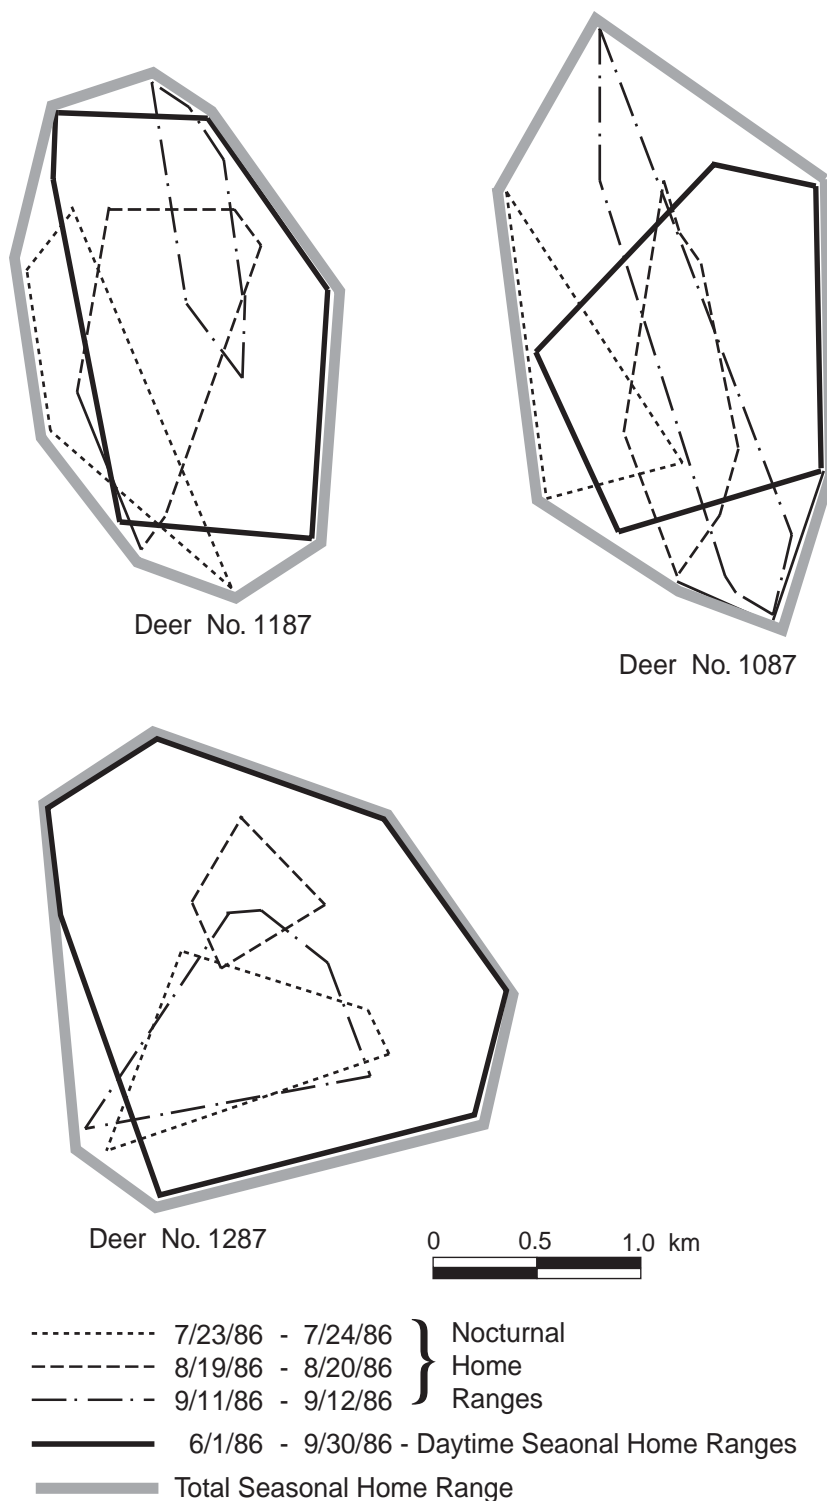 Deer No. 1187
Deer No. 1087
Deer No. 1287
0 0.5 1.0 km
7/23/86 - 7/24/86 } Nocturnal
8/19/86 - 8/20/86 Home
9/11/86 - 9/12/86 Ranges
6/1/86 - 9/30/86 - Daytime Seaonal Home Ranges
Total Seasonal Home Range